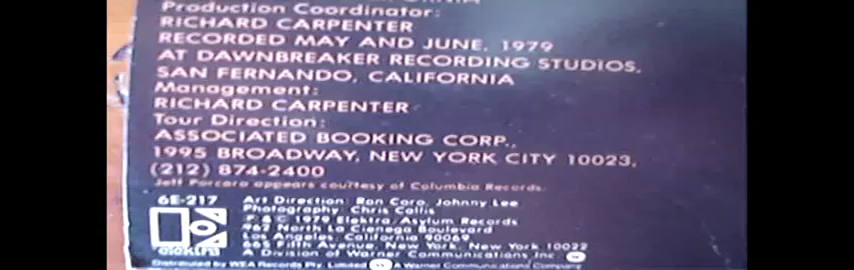 Production Coordinator:
RICHARD CARPENTER
RECORDED MAY AND JUNE, 1979
AT DAWNBREAKER RECORDING STUDIOS,
SAN FERNANDO, CALIFORNIA
Management:
RICHARD CARPENTER
Tour Direction:
ASSOCIATED BOOKING CORP.,
1995 BROADWAY, NEW YORK CITY 10023,
(212) 874-2400
Jeff Porcaro appears courtesy of Columbia Records.
6E-217
Art Direction: Ron Coro, Johnny Lee
Photography: Chris Callis
℗ & © 1979 Elektra/Asylum Records
962 North La Cienega Boulevard
Los Angeles, California 90069
665 Fifth Avenue, New York, New York 10022
A Division of Warner Communications Inc.
elektra
Distributed by WEA Records Pty. Limited
A Warner Communications Company